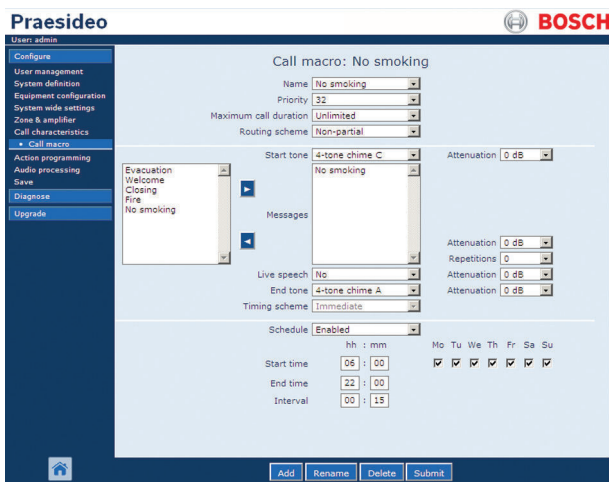 Praesideo
BOSCH
User: admin
Configure
User management
System definition
Equipment configuration
System wide settings
Zone & amplifier
Call characteristics
• Call macro
Action programming
Audio processing
Save
Diagnose
Upgrade
Call macro: No smoking
Name No smoking
Priority 32
Maximum call duration Unlimited
Routing scheme Non-partial
Start tone 4-tone chime C Attenuation 0 dB
Evacuation
Welcome
Closing
Fire
No smoking
Messages
No smoking
Attenuation 0 dB
Repetitions 0
Live speech No Attenuation 0 dB
End tone 4-tone chime A Attenuation 0 dB
Timing scheme Immediate
Schedule Enabled
hh : mm Mo Tu We Th Fr Sa Su
Start time 06 : 00
End time 22 : 00
Interval 00 : 15
Add Rename Delete Submit